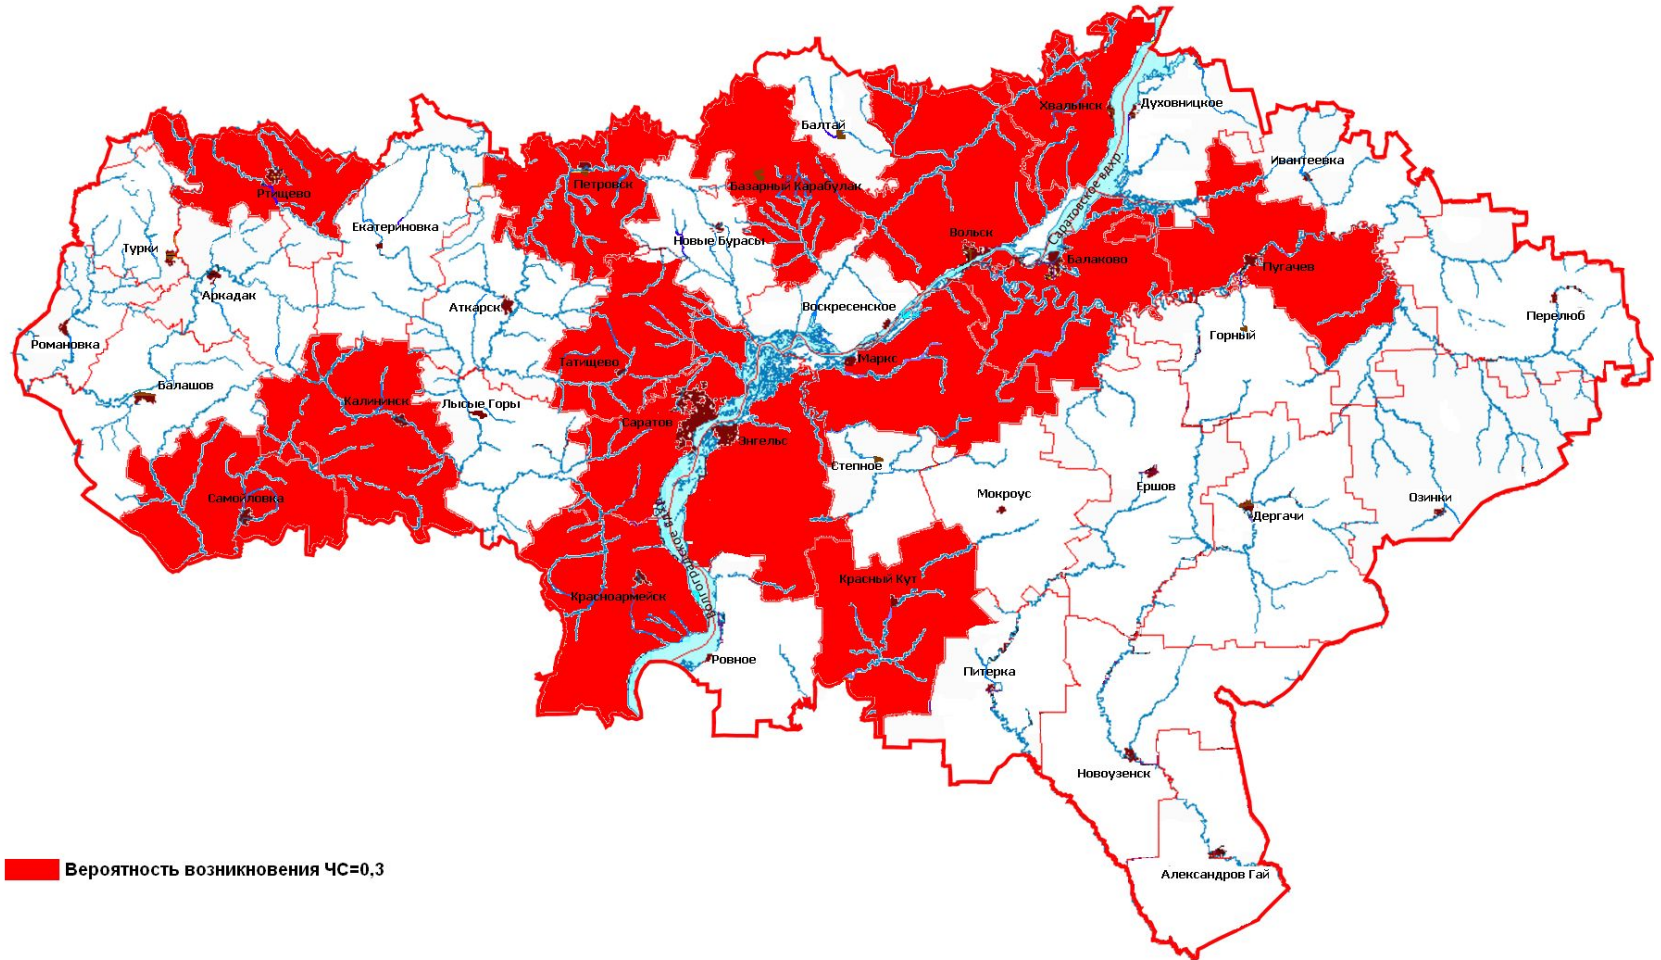 Хвалынск
Духовницкое
Балтай
Ивантеевка
Петровск
Базарный Карабулак
Ртищево
Саратовское вдхр.
Екатериновка
Новые Бурасы
Вольск
Турки
Балаково
Пугачев
Аркадак
Аткарск
Воскресенское
Перелюб
Горный
Романовка
Татищево
Маркс
Балашов
Калининск
Лысые Горы
Саратов
Энгельс
Степное
Мокроус
Ершов
Самойловка
Озинки
Дергачи
Волгоградское вдхр.
Красный Кут
Красноармейск
Ровное
Питерка
Новоузенск
Александров Гай
Вероятность возникновения ЧС=0,3